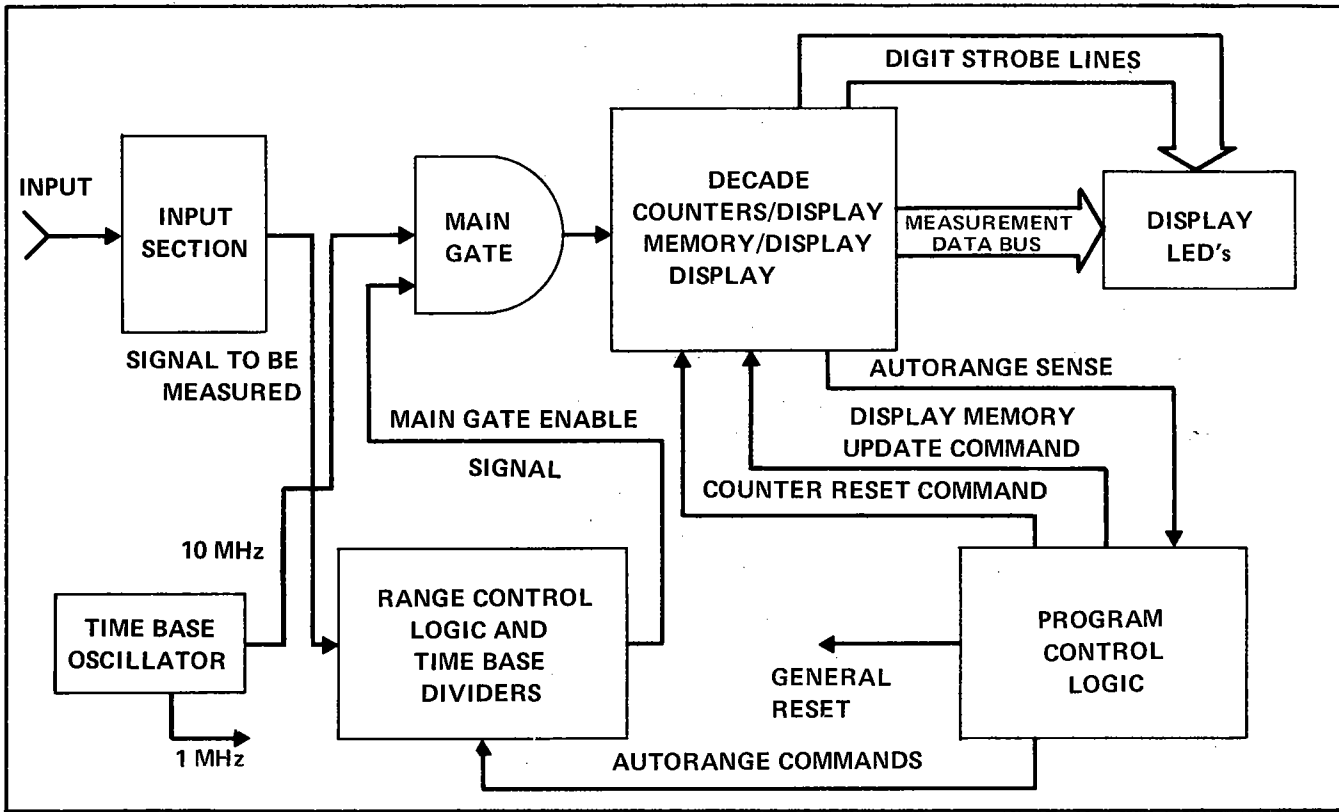 DIGIT STROBE LINES
INPUT
INPUT
SECTION
MAIN
GATE
DECADE
COUNTERS/DISPLAY
MEMORY/DISPLAY
DISPLAY
MEASUREMENT
DATA BUS
DISPLAY
LED's
SIGNAL TO BE
MEASURED
AUTORANGE SENSE
MAIN GATE ENABLE
SIGNAL
DISPLAY MEMORY
UPDATE COMMAND
COUNTER RESET COMMAND
10 MHz
TIME BASE
OSCILLATOR
1 MHz
RANGE CONTROL
LOGIC AND
TIME BASE
DIVIDERS
GENERAL
RESET
PROGRAM
CONTROL
LOGIC
AUTORANGE COMMANDS